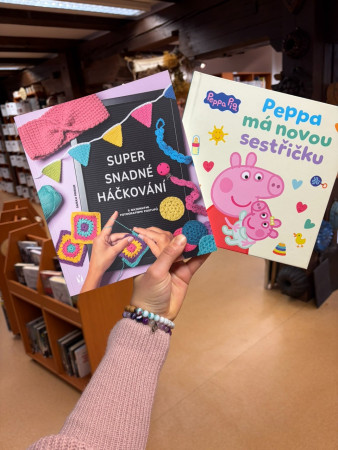 SUPER
SNADNÉ
HÁČKOVÁNÍ
Peppa Pig
Peppa
má novou
sestřičku